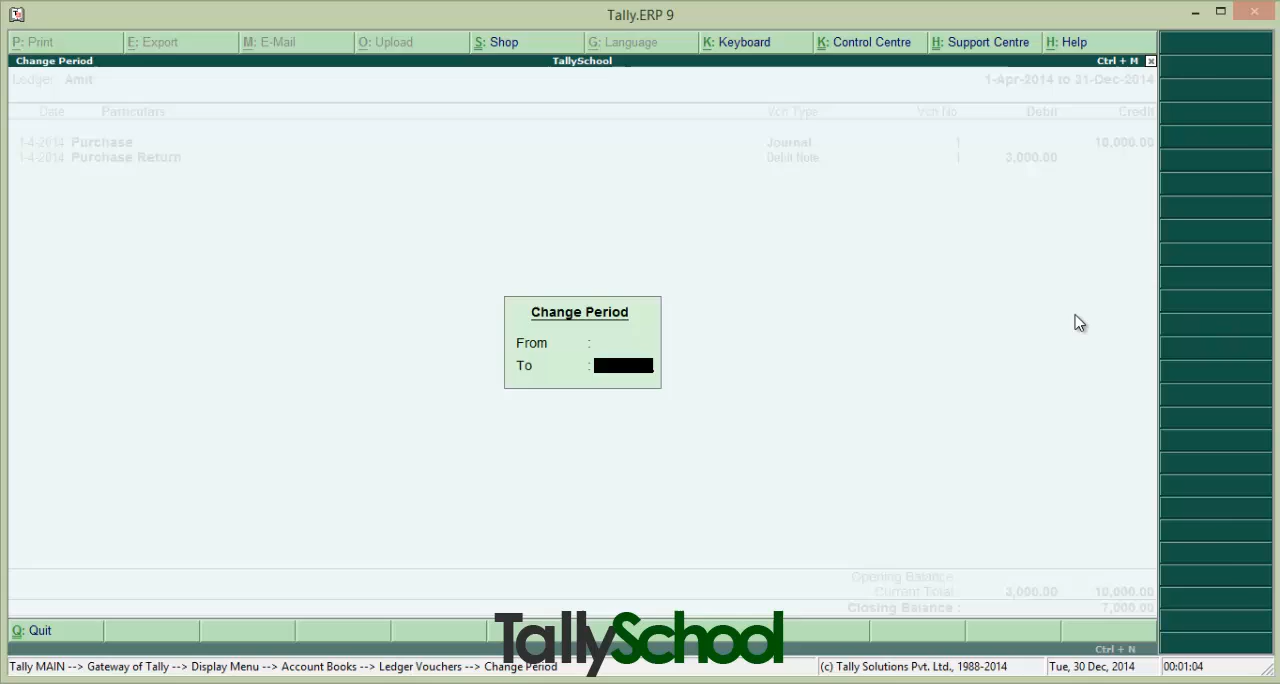 Tally.ERP 9
P: Print E: Export M: E-Mail O: Upload S: Shop G: Language K: Keyboard K: Control Centre H: Support Centre H: Help
Change Period TallySchool Ctrl + M
Ledger: Amit 1-Apr-2014 to 31-Dec-2014
Date Particulars Vch Type Vch No. Debit Credit
1-4-2014 Purchase Journal 1 10,000.00
1-4-2014 Purchase Return Debit Note 1 3,000.00
Change Period
From :
To :
Opening Balance :
Current Total : 3,000.00 10,000.00
Closing Balance : 7,000.00
Q: Quit
TallySchool
Ctrl + N
Tally MAIN --> Gateway of Tally --> Display Menu --> Account Books --> Ledger Vouchers --> Change Period (c) Tally Solutions Pvt. Ltd., 1988-2014 Tue, 30 Dec, 2014 00:01:04